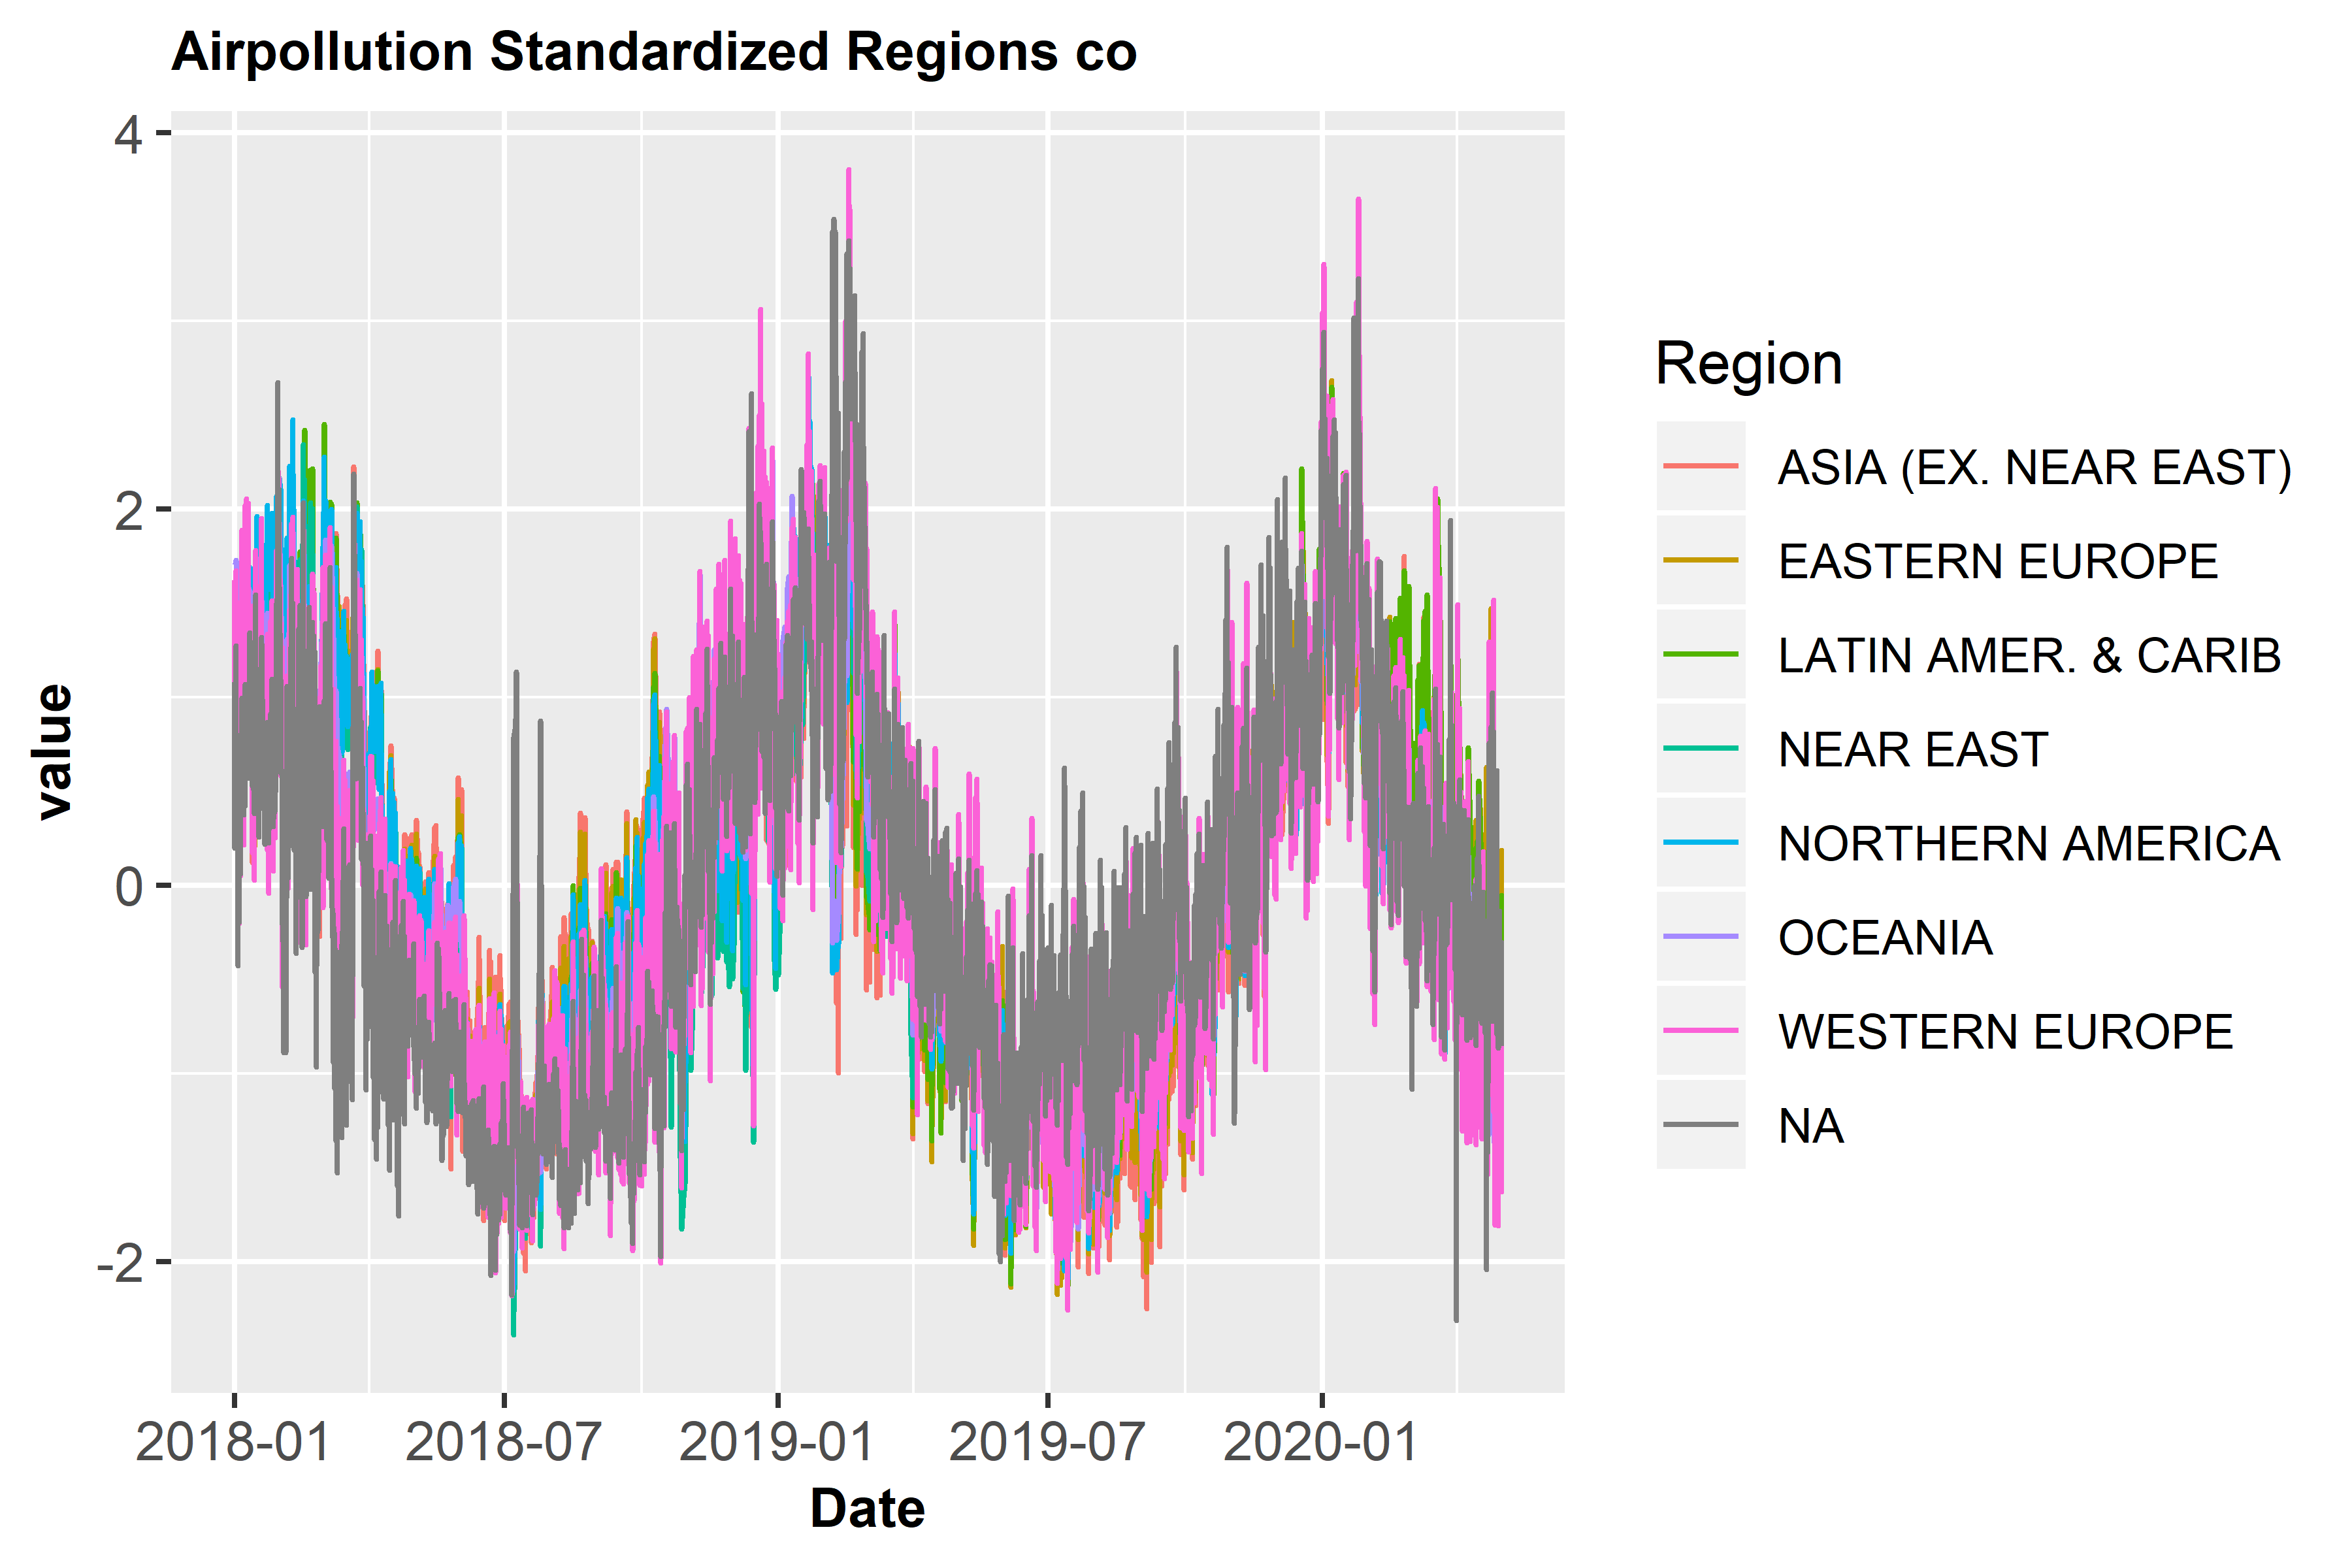 Airpollution Standardized Regions co
4
2
0
-2
value
2018-01 2018-07 2019-01 2019-07 2020-01
Date
Region
ASIA (EX. NEAR EAST)
EASTERN EUROPE
LATIN AMER. & CARIB
NEAR EAST
NORTHERN AMERICA
OCEANIA
WESTERN EUROPE
NA